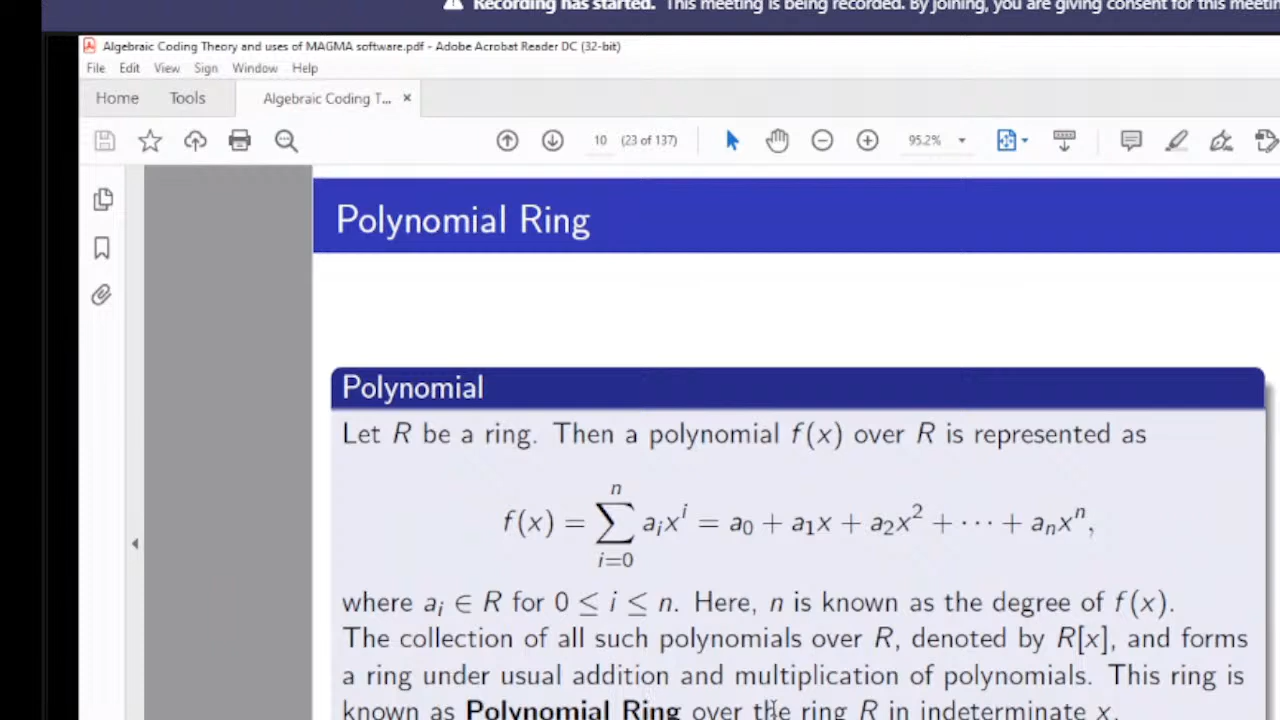 Recording has started. This meeting is being recorded. By joining, you are giving consent for this meetin
Algebraic Coding Theory and uses of MAGMA software.pdf - Adobe Acrobat Reader DC (32-bit)
File Edit View Sign Window Help
Home Tools Algebraic Coding T... ×
10 (23 of 137) 95.2%
Polynomial Ring
Polynomial
Let R be a ring. Then a polynomial f(x) over R is represented as
f(x) = ∑_{i=0}^{n} a_i x^i = a_0 + a_1x + a_2x^2 + ⋯ + a_nx^n,
where a_i ∈ R for 0 ≤ i ≤ n. Here, n is known as the degree of f(x).
The collection of all such polynomials over R, denoted by R[x], and forms
a ring under usual addition and multiplication of polynomials. This ring is
known as Polynomial Ring over the ring R in indeterminate x.